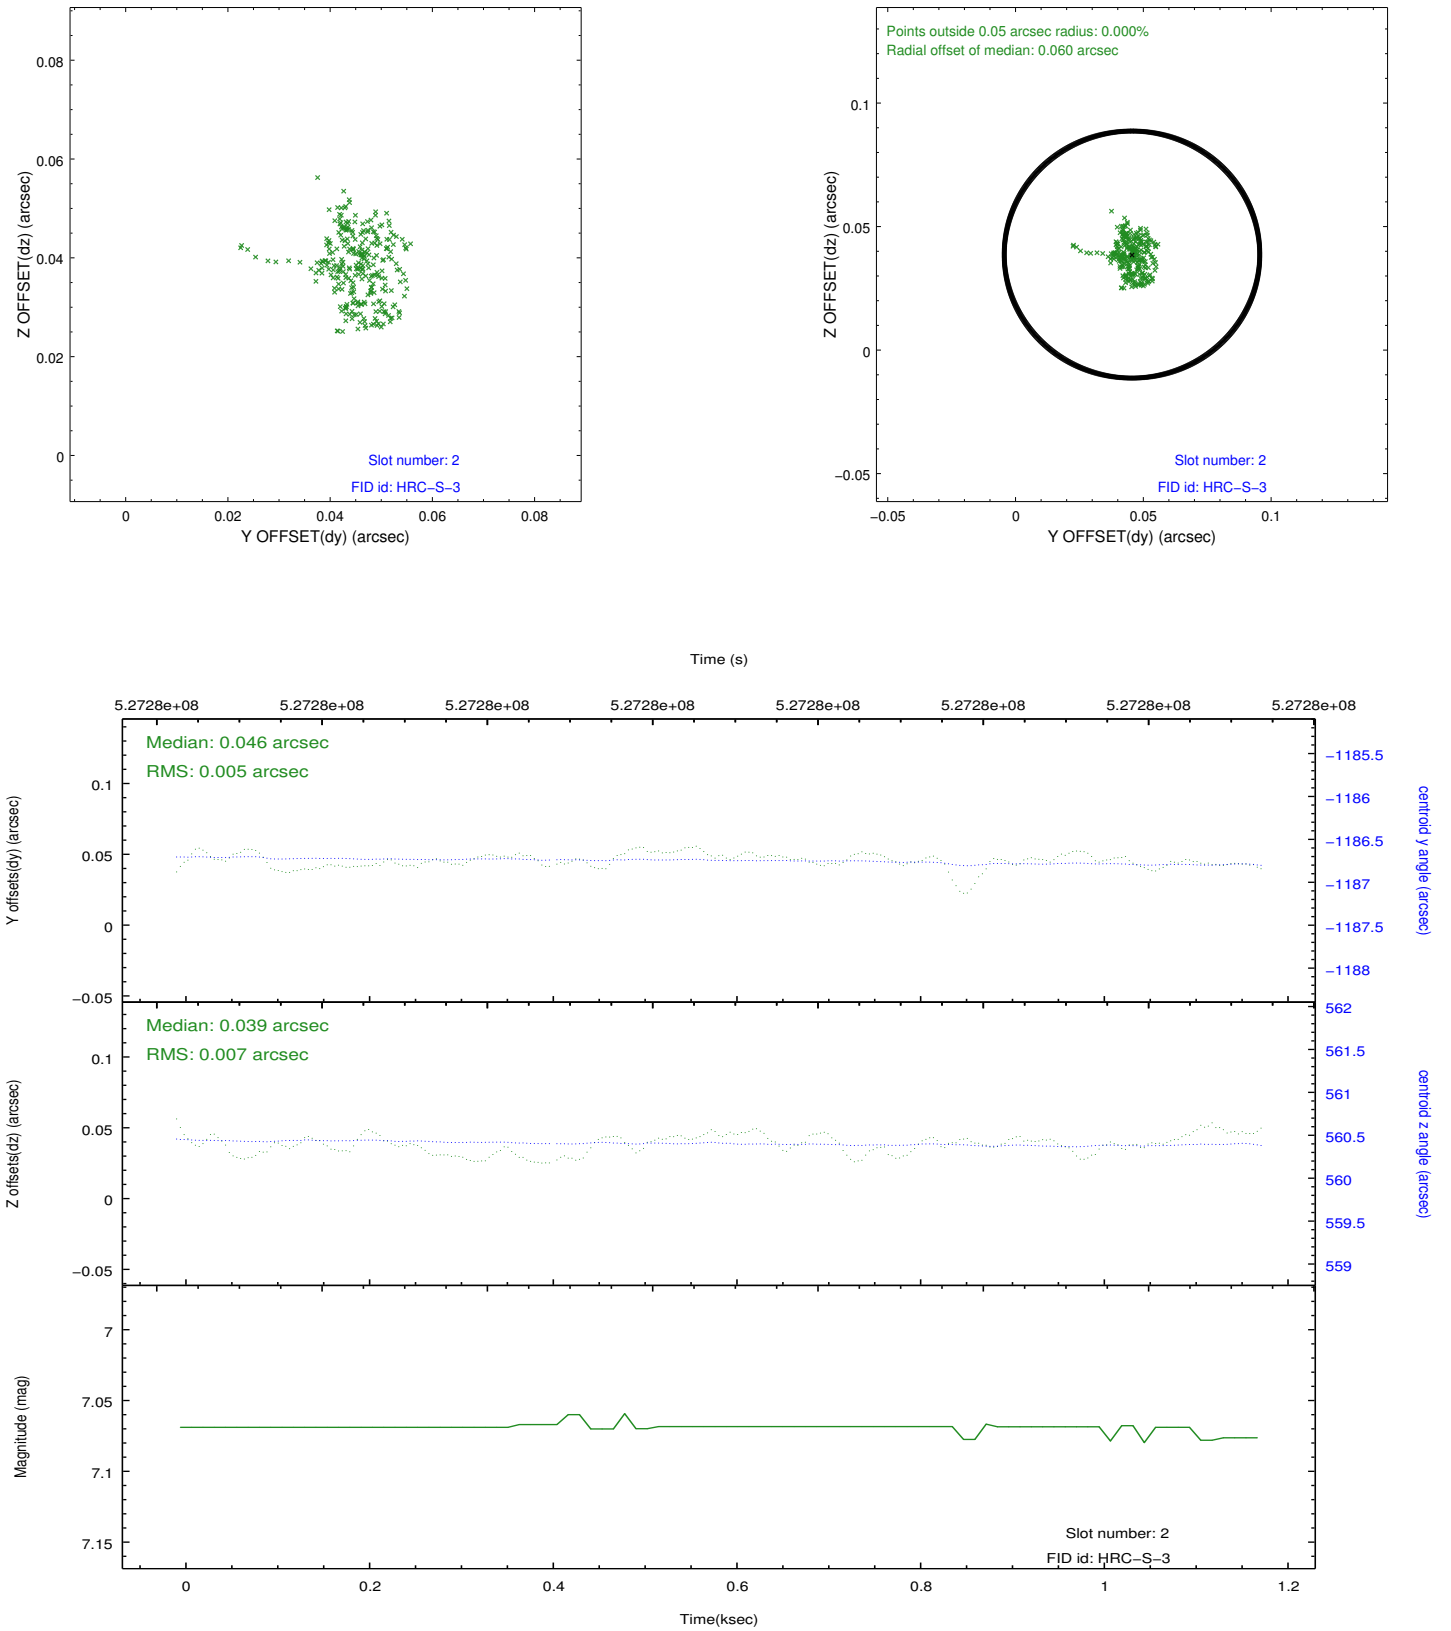 0.08
0.06
0.04
0.02
0
Z OFFSET(dz) (arcsec)
Slot number: 2
FID id: HRC−S−3
0 0.02 0.04 0.06 0.08
Y OFFSET(dy) (arcsec)
Points outside 0.05 arcsec radius: 0.000%
Radial offset of median: 0.060 arcsec
0.1
0.05
0
−0.05
Z OFFSET(dz) (arcsec)
Slot number: 2
FID id: HRC−S−3
−0.05 0 0.05 0.1
Y OFFSET(dy) (arcsec)
Time (s)
5.2728e+08 5.2728e+08 5.2728e+08 5.2728e+08 5.2728e+08 5.2728e+08 5.2728e+08 5.2728e+08
Median: 0.046 arcsec
RMS: 0.005 arcsec
0.1
0.05
0
−0.05
Y offsets(dy) (arcsec)
−1185.5
−1186
−1186.5
−1187
−1187.5
−1188
centroid y angle (arcsec)
Median: 0.039 arcsec
RMS: 0.007 arcsec
0.1
0.05
0
−0.05
Z offsets(dz) (arcsec)
562
561.5
561
560.5
560
559.5
559
centroid z angle (arcsec)
7
7.05
7.1
7.15
Magnitude (mag)
Slot number: 2
FID id: HRC−S−3
0 0.2 0.4 0.6 0.8 1 1.2
Time(ksec)